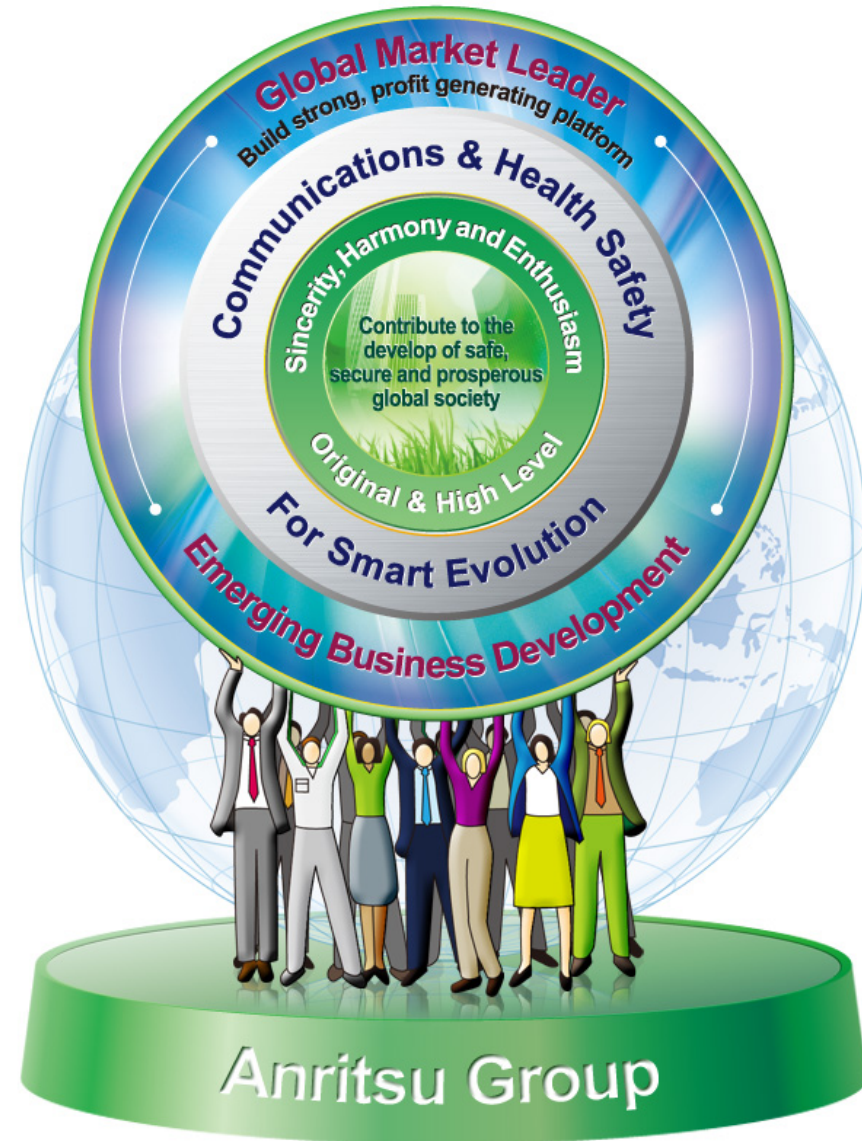 Global Market Leader
Build strong, profit generating platform
Communications & Health Safety
Sincerity, Harmony and Enthusiasm
Contribute to the
develop of safe,
secure and prosperous
global society
Original & High Level
For Smart Evolution
Emerging Business Development
Anritsu Group